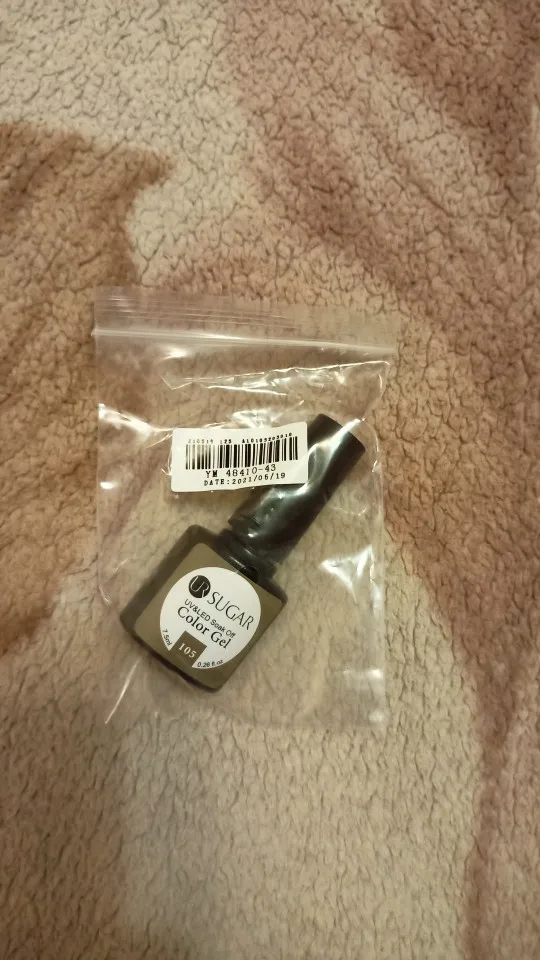 YM 48410-43
DATE:2021/06/19
UR SUGAR
UV&LED Soak Off
Color Gel
7.5ml
105
0.26 fl oz